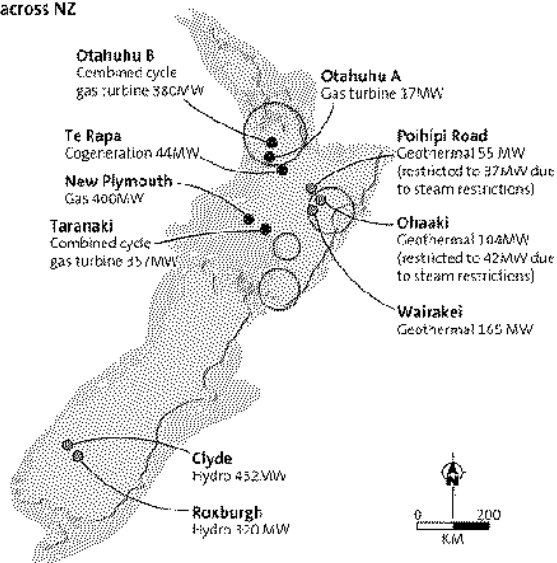 across NZ
Otahuhu B
Combined cycle
gas turbine 380MW
Otahuhu A
Gas turbine 37MW
Te Rapa
Cogeneration 44MW
Poihipi Road
Geothermal 55 MW
(restricted to 37MW due
to steam restrictions)
New Plymouth
Gas 400MW
Taranaki
Combined cycle
gas turbine 357MW
Ohaaki
Geothermal 104MW
(restricted to 42MW due
to steam restrictions)
Wairakei
Geothermal 165 MW
Clyde
Hydro 432MW
Roxburgh
Hydro 320 MW
N
0 200
KM